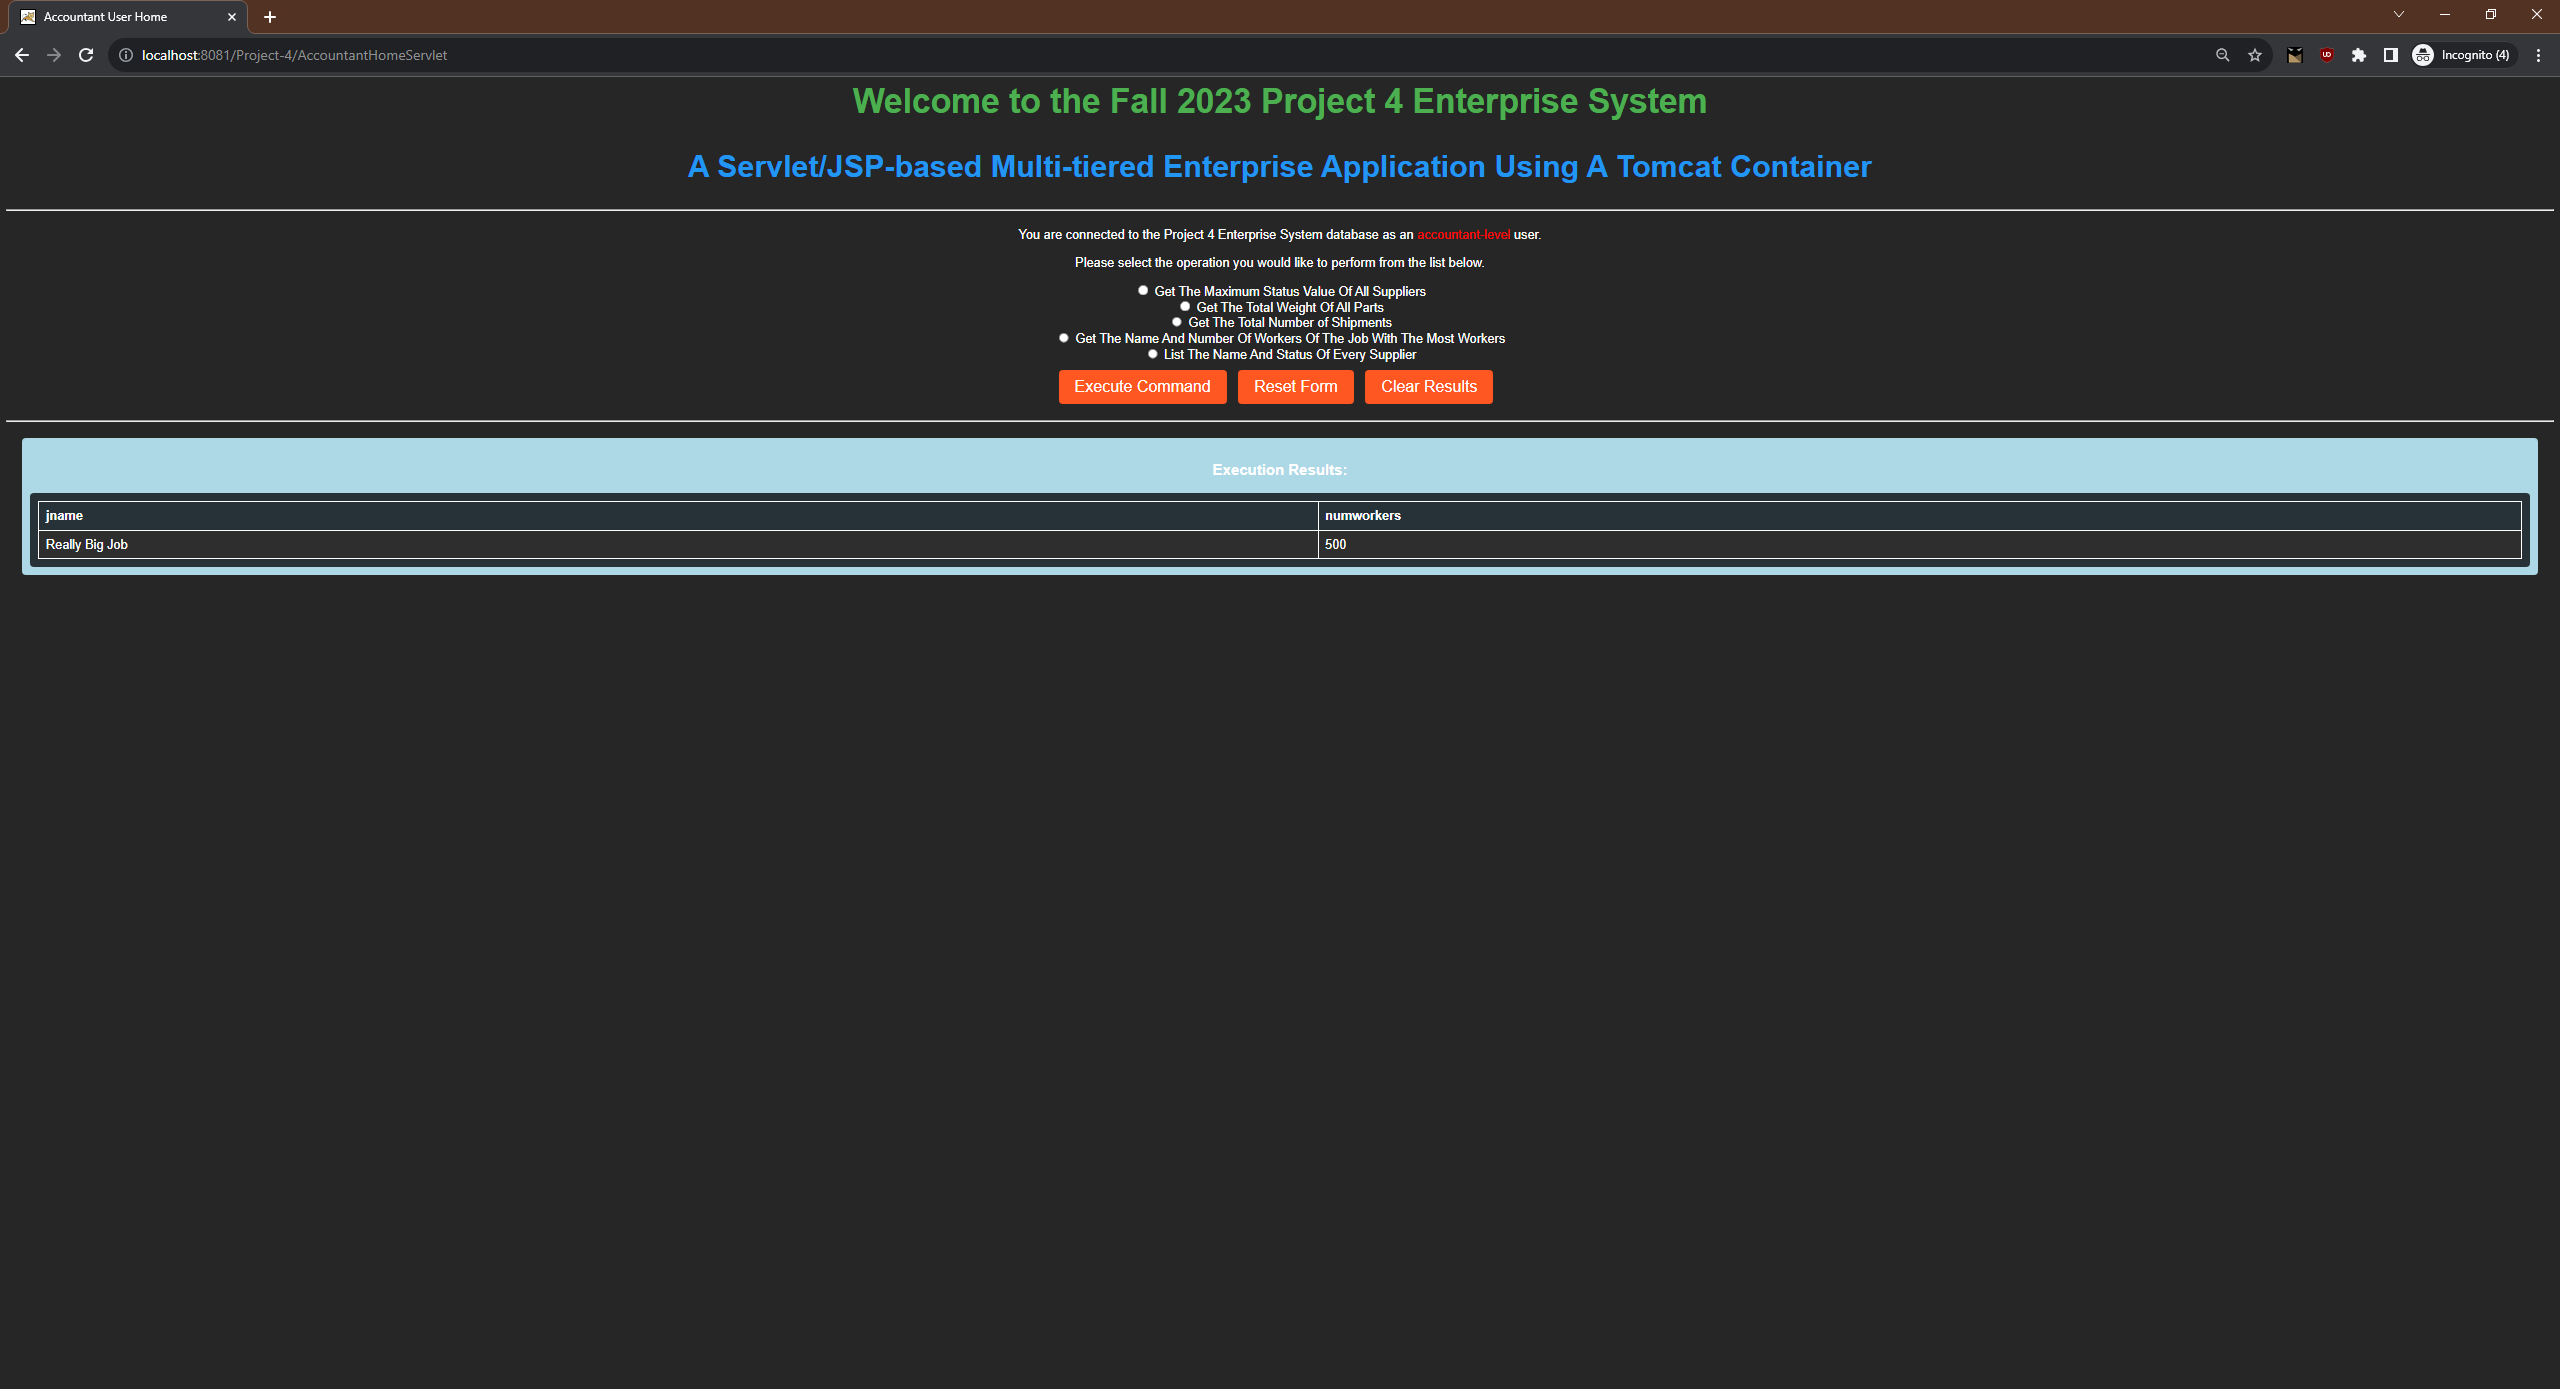 Accountant User Home
localhost:8081/Project-4/AccountantHomeServlet
Incognito (4)
Welcome to the Fall 2023 Project 4 Enterprise System
A Servlet/JSP-based Multi-tiered Enterprise Application Using A Tomcat Container
You are connected to the Project 4 Enterprise System database as an accountant-level user.
Please select the operation you would like to perform from the list below.
Get The Maximum Status Value Of All Suppliers
Get The Total Weight Of All Parts
Get The Total Number of Shipments
Get The Name And Number Of Workers Of The Job With The Most Workers
List The Name And Status Of Every Supplier
Execute Command Reset Form Clear Results
Execution Results:
jname numworkers
Really Big Job 500